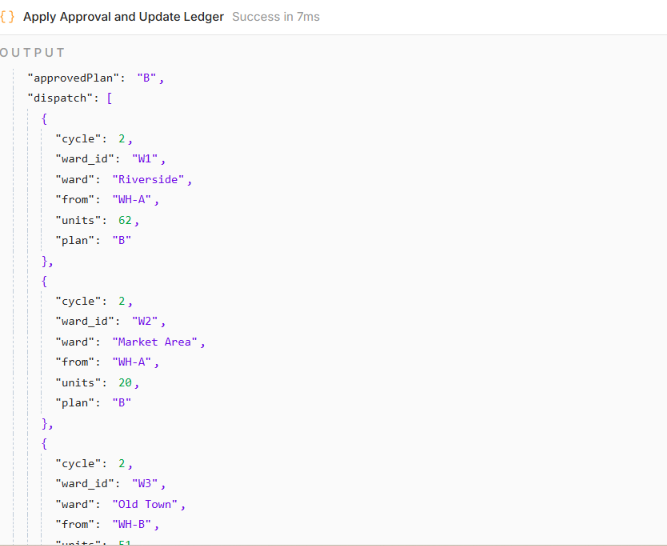 {} Apply Approval and Update Ledger Success in 7ms
OUTPUT
"approvedPlan": "B",
"dispatch": [
{
"cycle": 2,
"ward_id": "W1",
"ward": "Riverside",
"from": "WH-A",
"units": 62,
"plan": "B"
},
{
"cycle": 2,
"ward_id": "W2",
"ward": "Market Area",
"from": "WH-A",
"units": 20,
"plan": "B"
},
{
"cycle": 2,
"ward_id": "W3",
"ward": "Old Town",
"from": "WH-B",
"units": 51